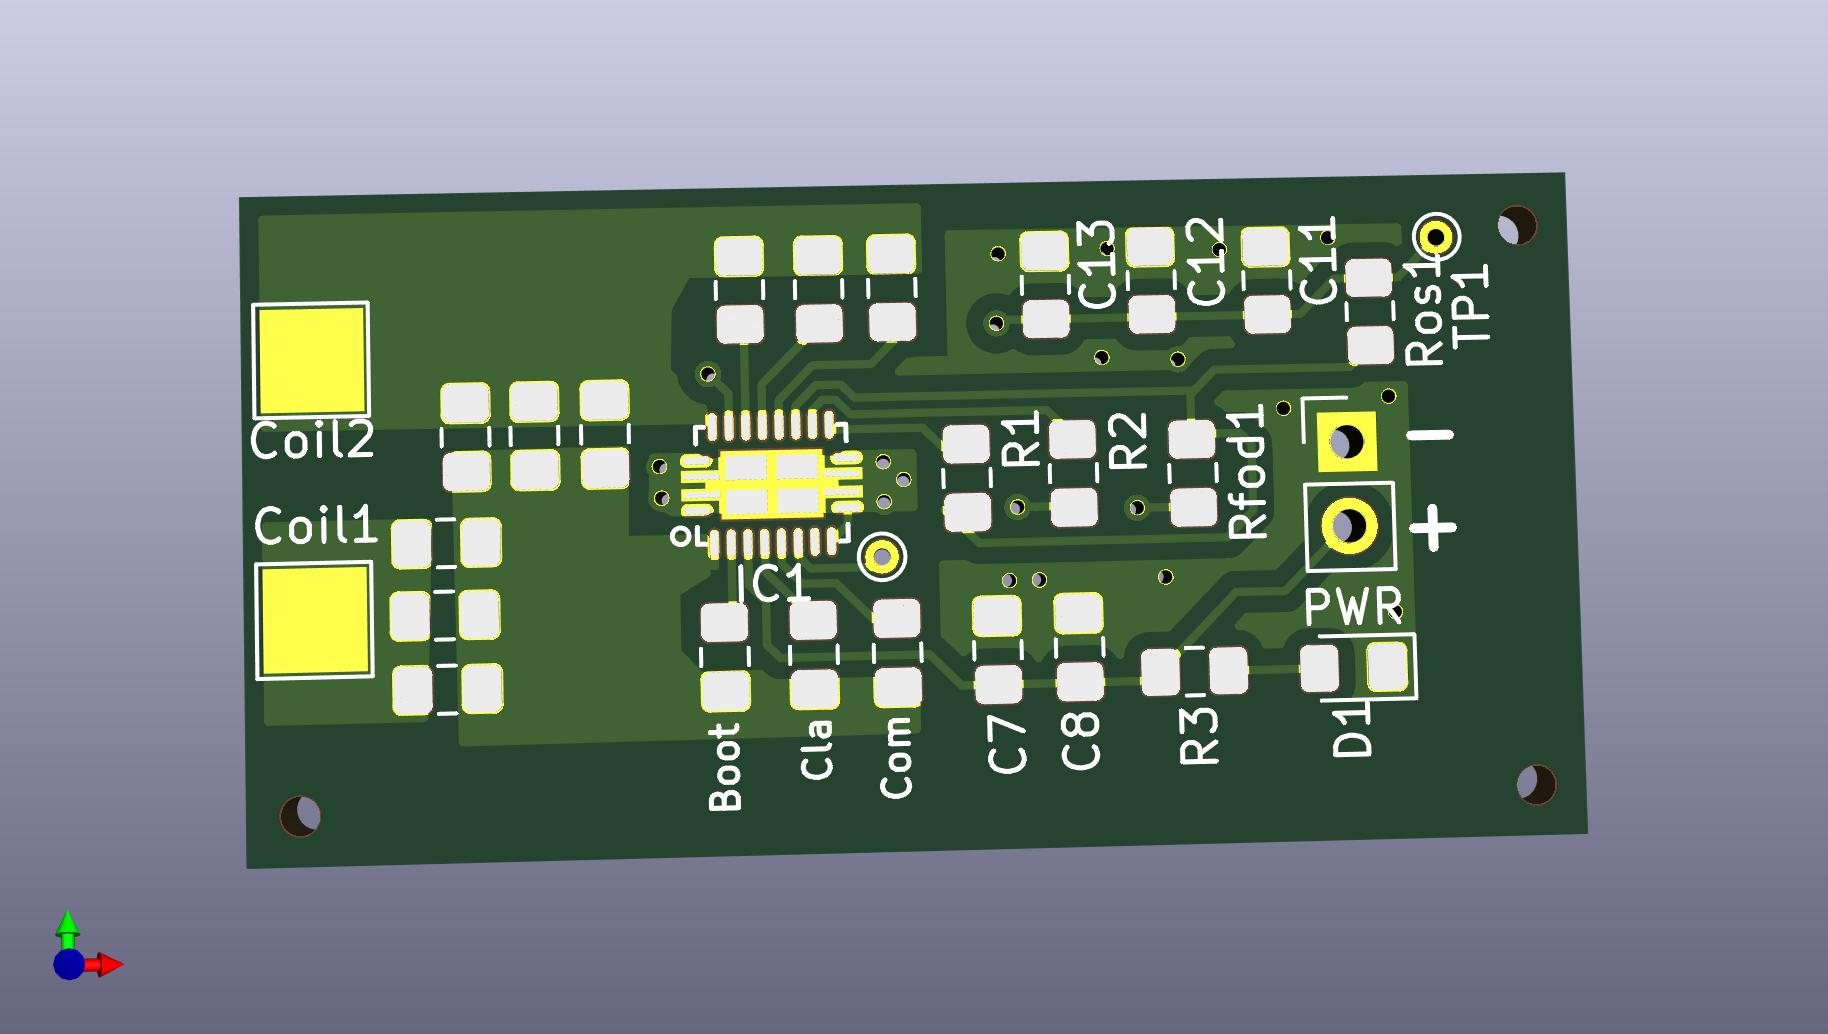 C13
C12
C11
Ros1
TP1
Coil2
R1
R2
Rfod1
−
+
Coil1
IC1
PWR
Boot
Cla
Com
C7
C8
R3
D1